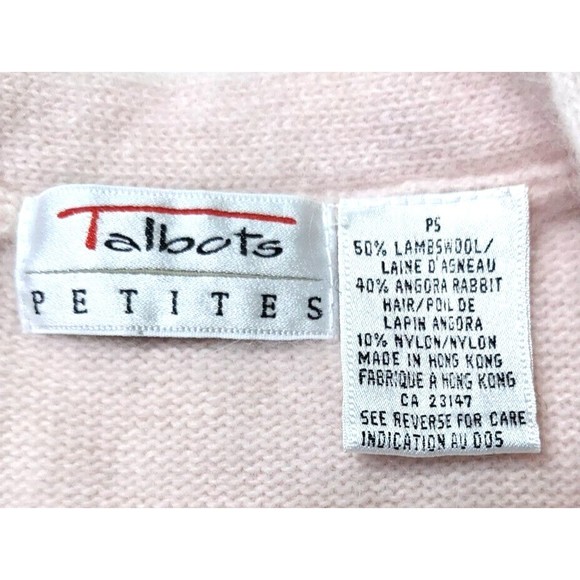 Talbots
PETITES
PS
50% LAMBSWOOL/
LAINE D'AGNEAU
40% ANGORA RABBIT
HAIR/POIL DE
LAPIN ANGORA
10% NYLON/NYLON
MADE IN HONG KONG
FABRIQUE A HONG KONG
CA 23147
SEE REVERSE FOR CARE
INDICATION AU DOS